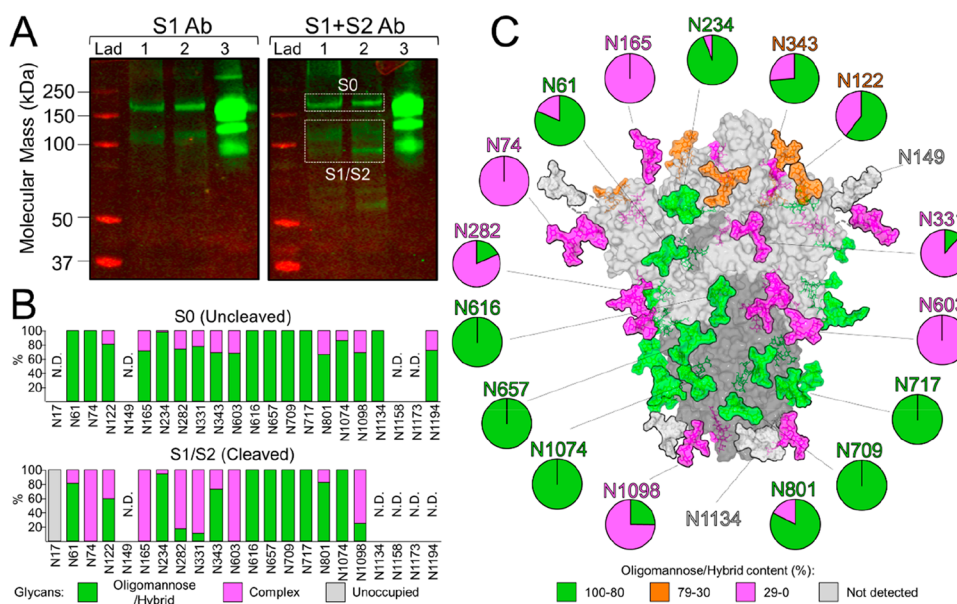 A
S1 Ab
S1+S2 Ab
Lad 1 2 3
Lad 1 2 3
Molecular Mass (kDa)
250
150
100
50
37
S0
S1/S2
B
S0 (Uncleaved)
%
100
80
60
40
20
N.D. N.D. N.D. N.D.
N17 N61 N74 N122 N149 N165 N234 N282 N331 N343 N603 N616 N657 N709 N717 N801 N1074 N1098 N1134 N1158 N1173 N1194
S1/S2 (Cleaved)
%
100
80
60
40
20
N.D. N.D. N.D. N.D. N.D.
N17 N61 N74 N122 N149 N165 N234 N282 N331 N343 N603 N616 N657 N709 N717 N801 N1074 N1098 N1134 N1158 N1173 N1194
Glycans: Oligomannose
/Hybrid
Complex
Unoccupied
C
N234
N165
N343
N61
N122
N74
N149
N282
N331
N616
N603
N657
N717
N1074
N709
N1098
N1134
N801
Oligomannose/Hybrid content (%):
100-80 79-30 29-0 Not detected